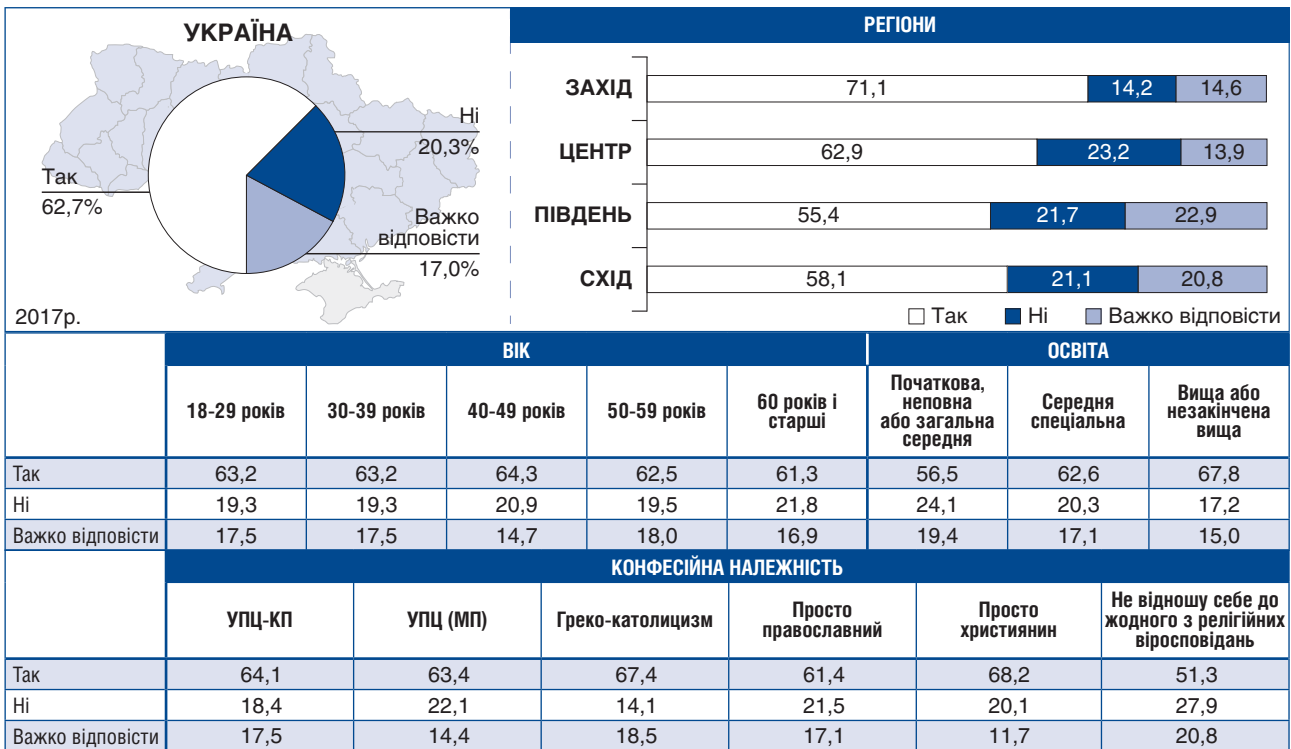 УКРАЇНА
Ні
20,3%
Так
62,7%
Важко
відповісти
17,0%
2017р.
РЕГІОНИ
ЗАХІД 71,1 14,2 14,6
ЦЕНТР 62,9 23,2 13,9
ПІВДЕНЬ 55,4 21,7 22,9
СХІД 58,1 21,1 20,8
Так Ні Важко відповісти
ВІК ОСВІТА
18-29 років 30-39 років 40-49 років 50-59 років 60 років і старші Початкова, неповна або загальна середня Середня спеціальна Вища або незакінчена вища
Так 63,2 63,2 64,3 62,5 61,3 56,5 62,6 67,8
Ні 19,3 19,3 20,9 19,5 21,8 24,1 20,3 17,2
Важко відповісти 17,5 17,5 14,7 18,0 16,9 19,4 17,1 15,0
КОНФЕСІЙНА НАЛЕЖНІСТЬ
УПЦ-КП УПЦ (МП) Греко-католицизм Просто православний Просто християнин Не відношу себе до жодного з релігійних віросповідань
Так 64,1 63,4 67,4 61,4 68,2 51,3
Ні 18,4 22,1 14,1 21,5 20,1 27,9
Важко відповісти 17,5 14,4 18,5 17,1 11,7 20,8